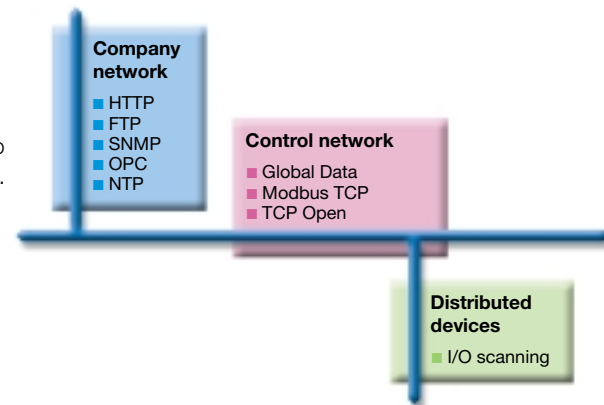 Company
network
■ HTTP
■ FTP
■ SNMP
■ OPC
■ NTP
Control network
■ Global Data
■ Modbus TCP
■ TCP Open
Distributed
devices
■ I/O scanning